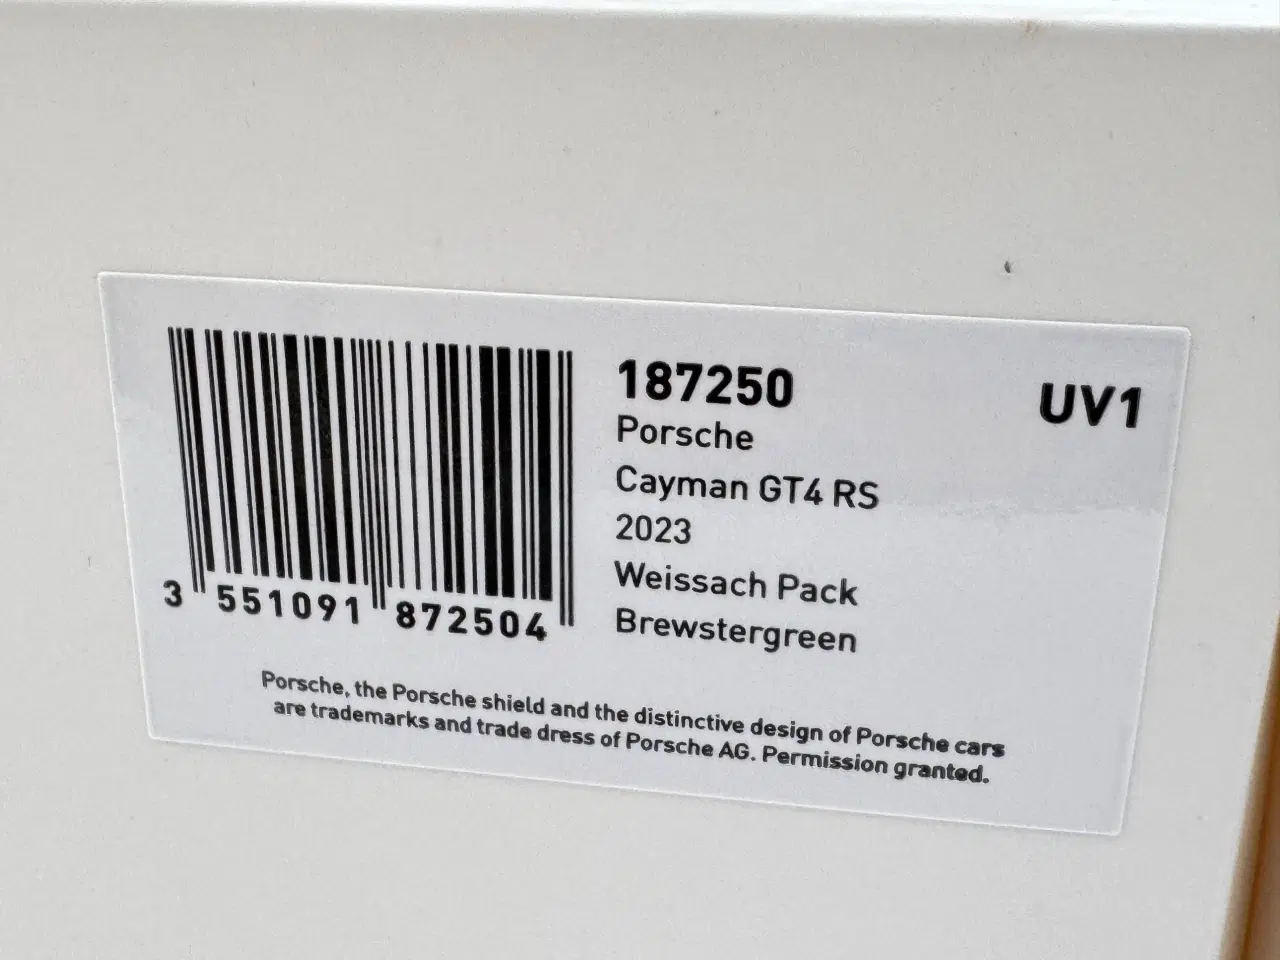 187250
UV1
Porsche
Cayman GT4 RS
2023
Weissach Pack
Brewstergreen
3 551091 872504
Porsche, the Porsche shield and the distinctive design of Porsche cars
are trademarks and trade dress of Porsche AG. Permission granted.